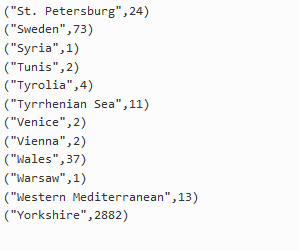 ("St. Petersburg",24)
("Sweden",73)
("Syria",1)
("Tunis",2)
("Tyrolia",4)
("Tyrrhenian Sea",11)
("Venice",2)
("Vienna",2)
("Wales",37)
("Warsaw",1)
("Western Mediterranean",13)
("Yorkshire",2882)